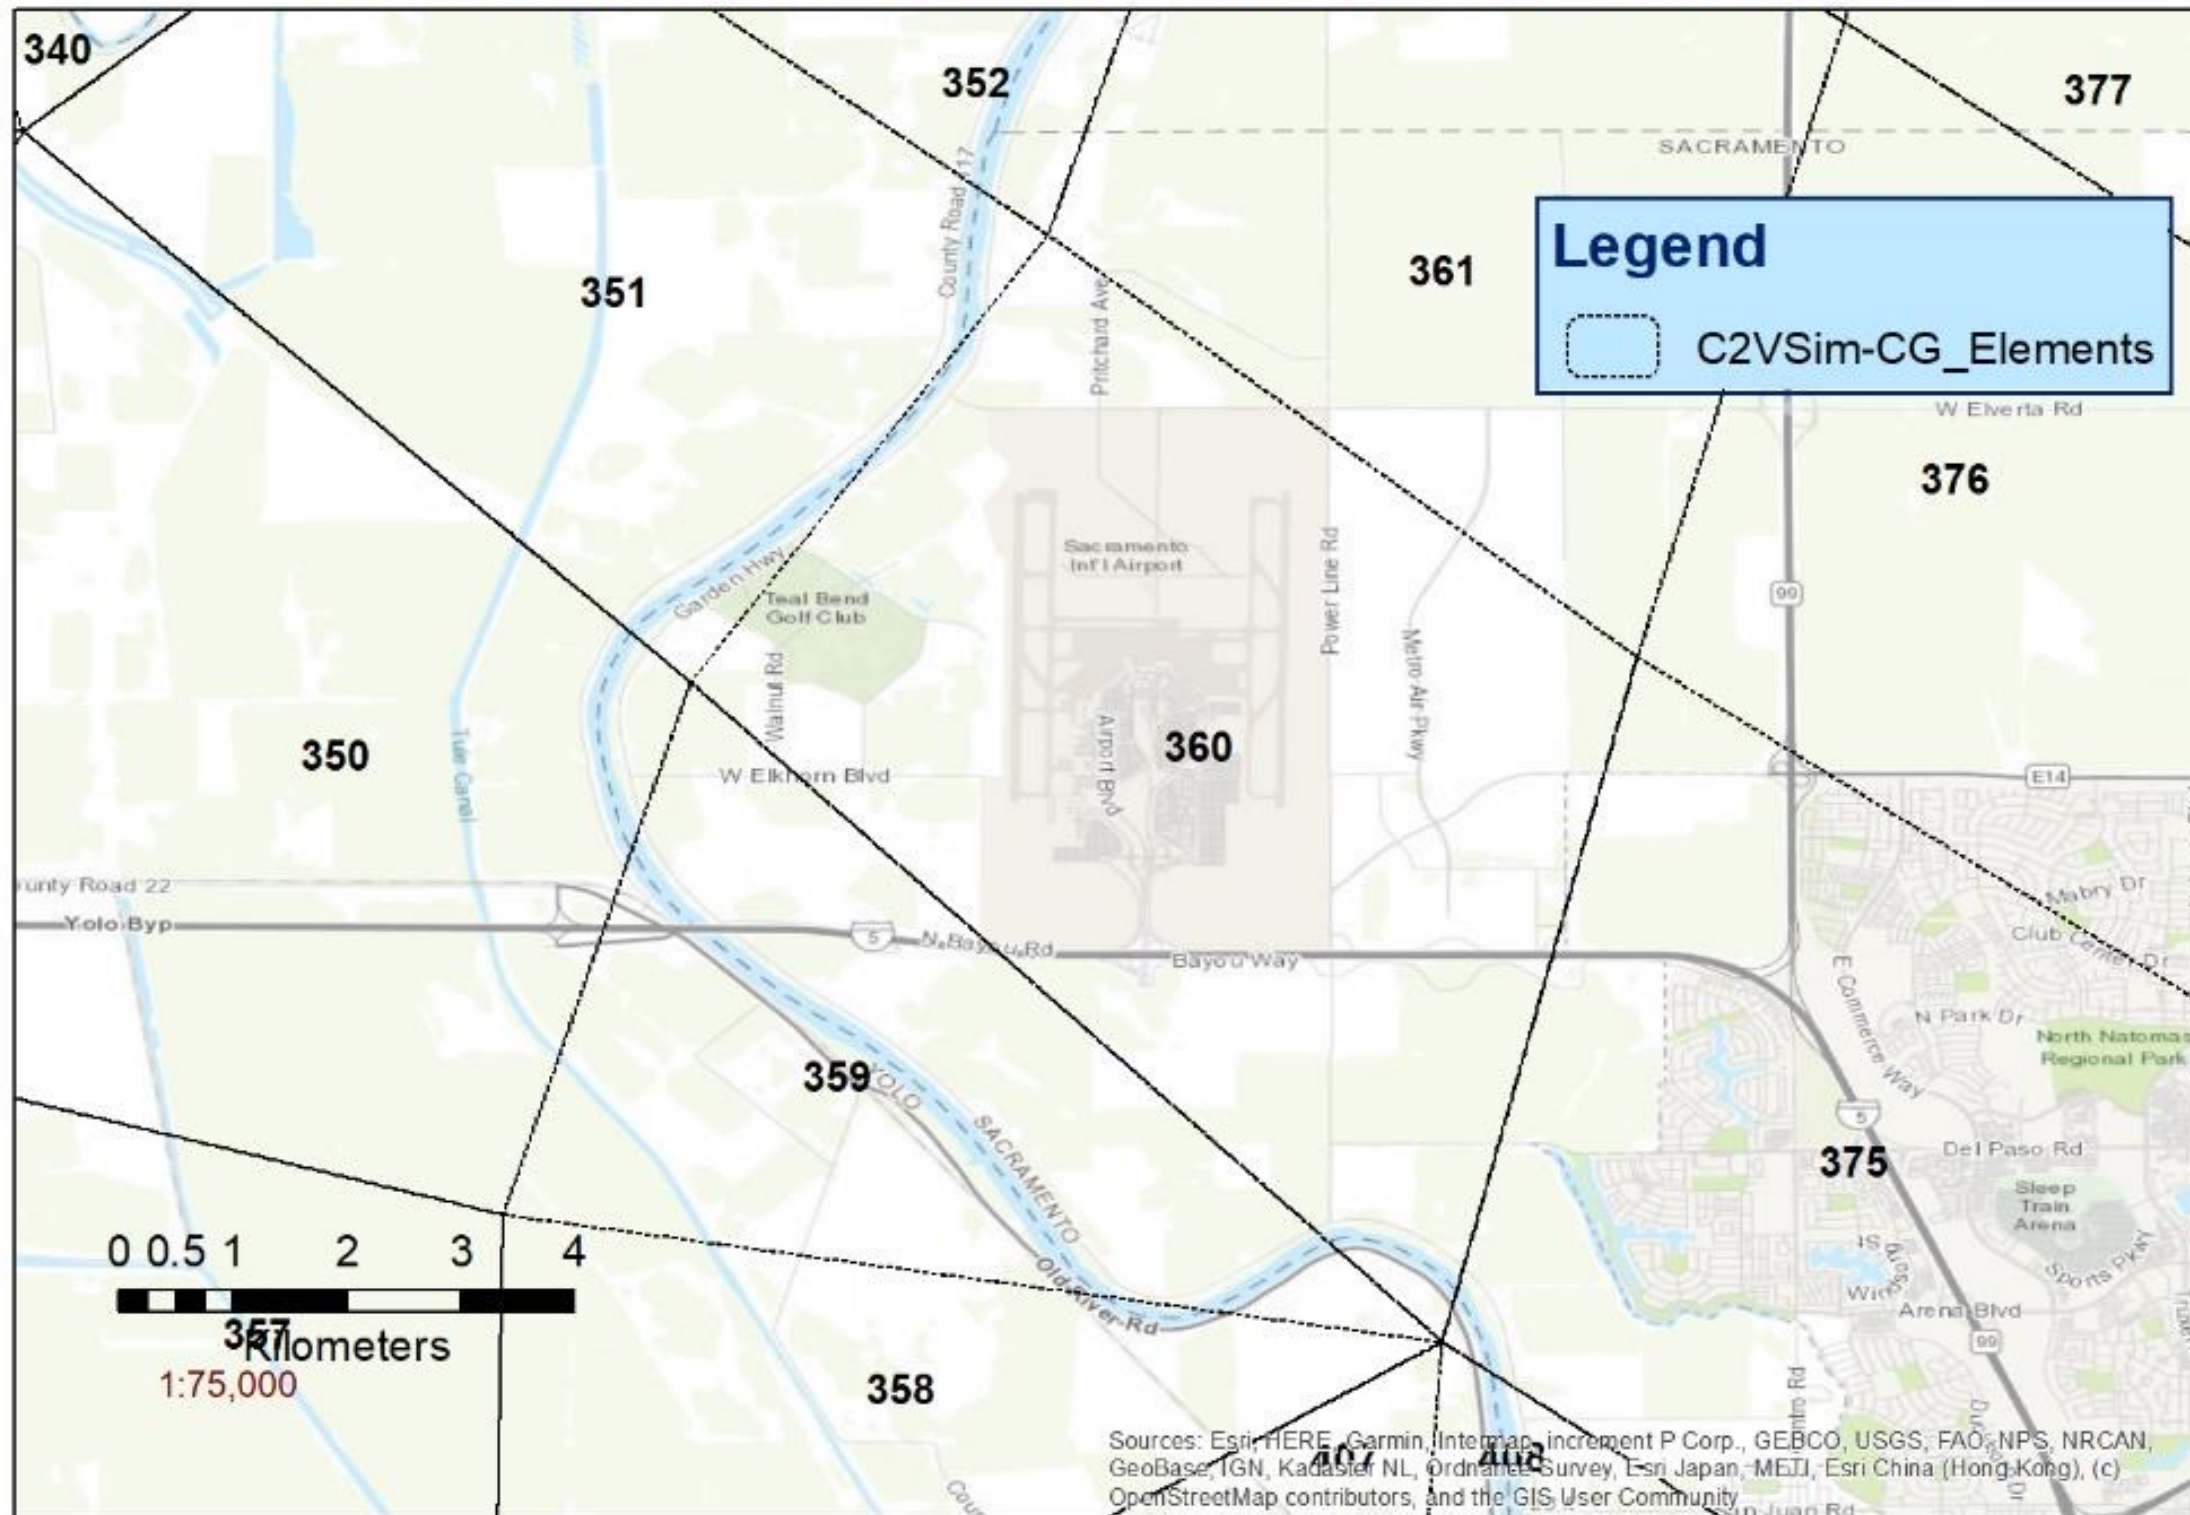 340
352
377
SACRAMENTO
County Road 117
351
361
Legend
C2VSim-CG_Elements
Pritchard Ave
W Elverta Rd
376
Sacramento
Int'l Airport
Power Line Rd
99
Garden Hwy
Teal Bend
Golf Club
Walnut Rd
Metro Air Pkwy
350
Tule Canal
Airport Blvd
360
W Elkhorn Blvd
E14
unty Road 22
Mabry Dr
Yolo Byp
5
N Bayou Rd
Bayou Way
Club Center Dr
E Commerce Way
N Park Dr
North Natomas
Regional Park
359
YOLO
SACRAMENTO
5
375
Del Paso Rd
Sleep
Train
Arena
Sports Pkwy
0 0.5 1 2 3 4
Old River Rd
Arena Blvd
357
Kilometers
99
1:75,000
358
407
408
Sources: Esri, HERE, Garmin, Intermap, increment P Corp., GEBCO, USGS, FAO, NPS, NRCAN,
GeoBase, IGN, Kadaster NL, Ordnance Survey, Esri Japan, METI, Esri China (Hong Kong), (c)
OpenStreetMap contributors, and the GIS User Community